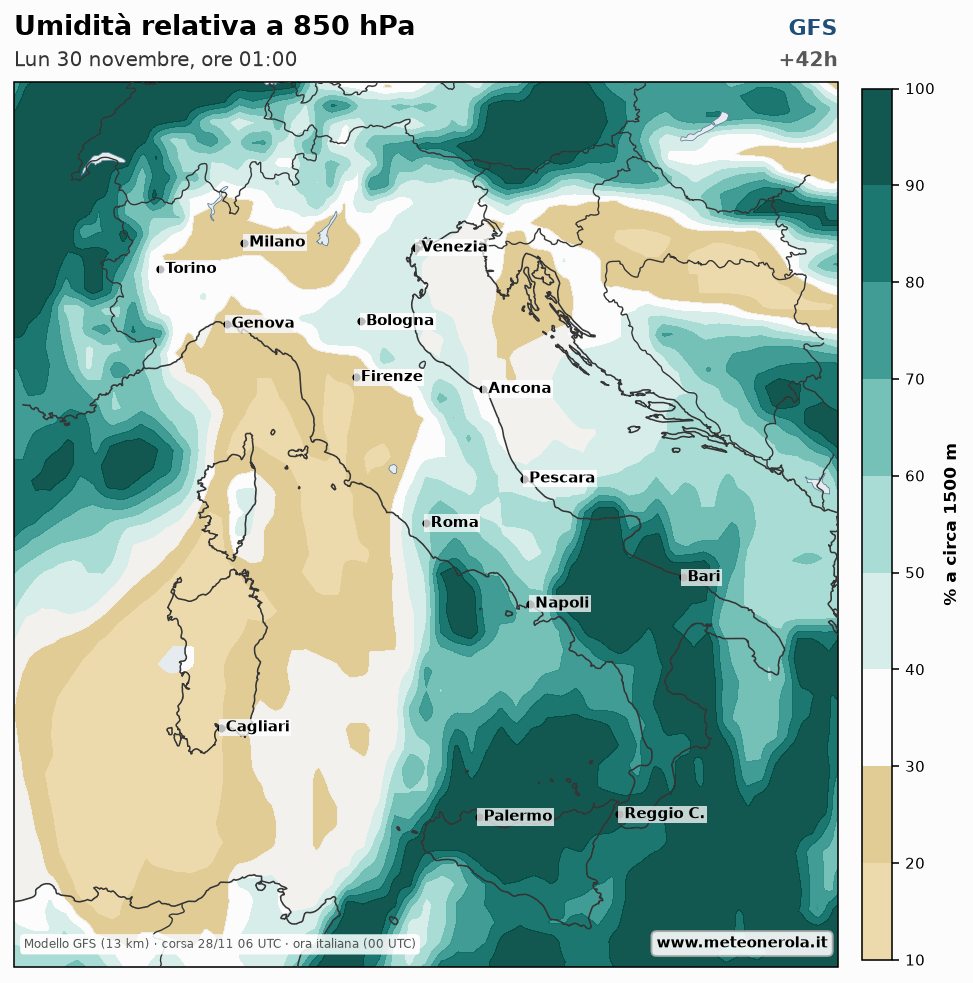 Umidità relativa a 850 hPa
GFS
Lun 30 novembre, ore 01:00
+42h
Milano
Venezia
Torino
Genova
Bologna
Firenze
Ancona
Pescara
Roma
Bari
Napoli
Cagliari
Palermo
Reggio C.
100
90
80
70
60
50
40
30
20
10
% a circa 1500 m
Modello GFS (13 km) · corsa 28/11 06 UTC · ora italiana (00 UTC)
www.meteonerola.it